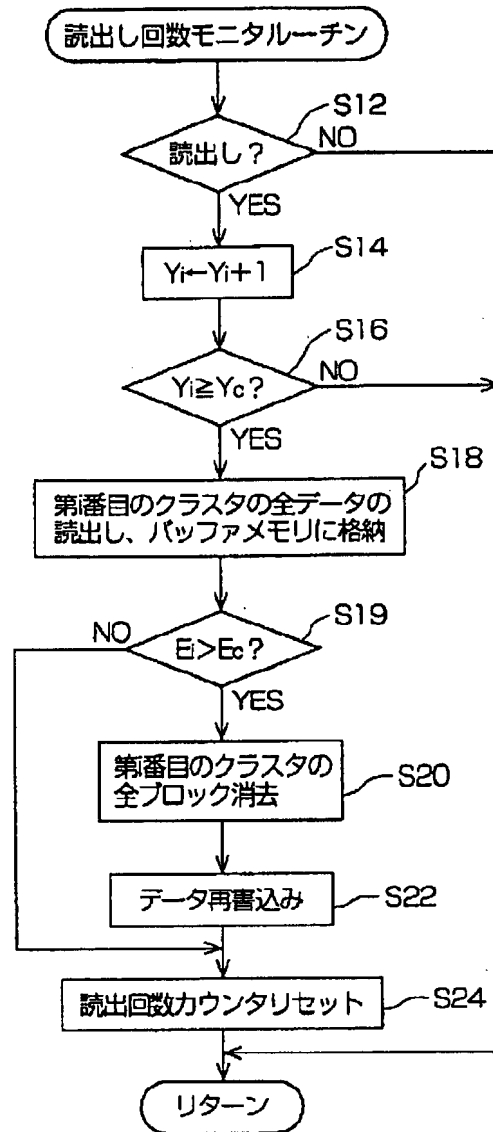 読出し回数モニタルーチン
S12
読出し?
NO
YES
S14
Yi←Yi+1
S16
Yi≧Yc?
NO
YES
S18
第i番目のクラスタの全データの
読出し、バッファメモリに格納
S19
NO
Ei>Ec?
YES
第i番目のクラスタの
全ブロック消去
S20
データ再書込み
S22
読出回数カウンタリセット
S24
リターン